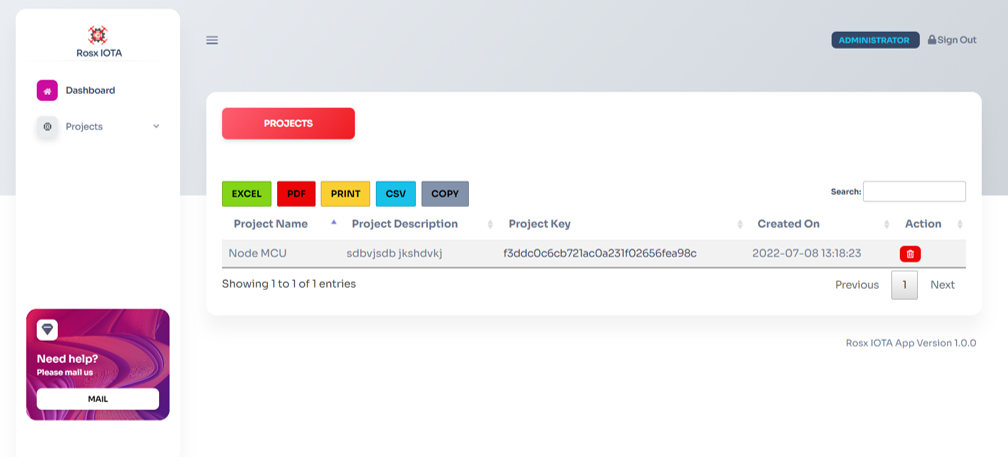 Rosx IOTA
ADMINISTRATOR
Sign Out
Dashboard
Projects
PROJECTS
EXCEL PDF PRINT CSV COPY
Search:
Project Name Project Description Project Key Created On Action
Node MCU sdbvjsdb jkshdvkj f3ddc0c6cb721ac0a231f02656fea98c 2022-07-08 13:18:23
Showing 1 to 1 of 1 entries
Previous 1 Next
Need help?
Please mail us
MAIL
Rosx IOTA App Version 1.0.0